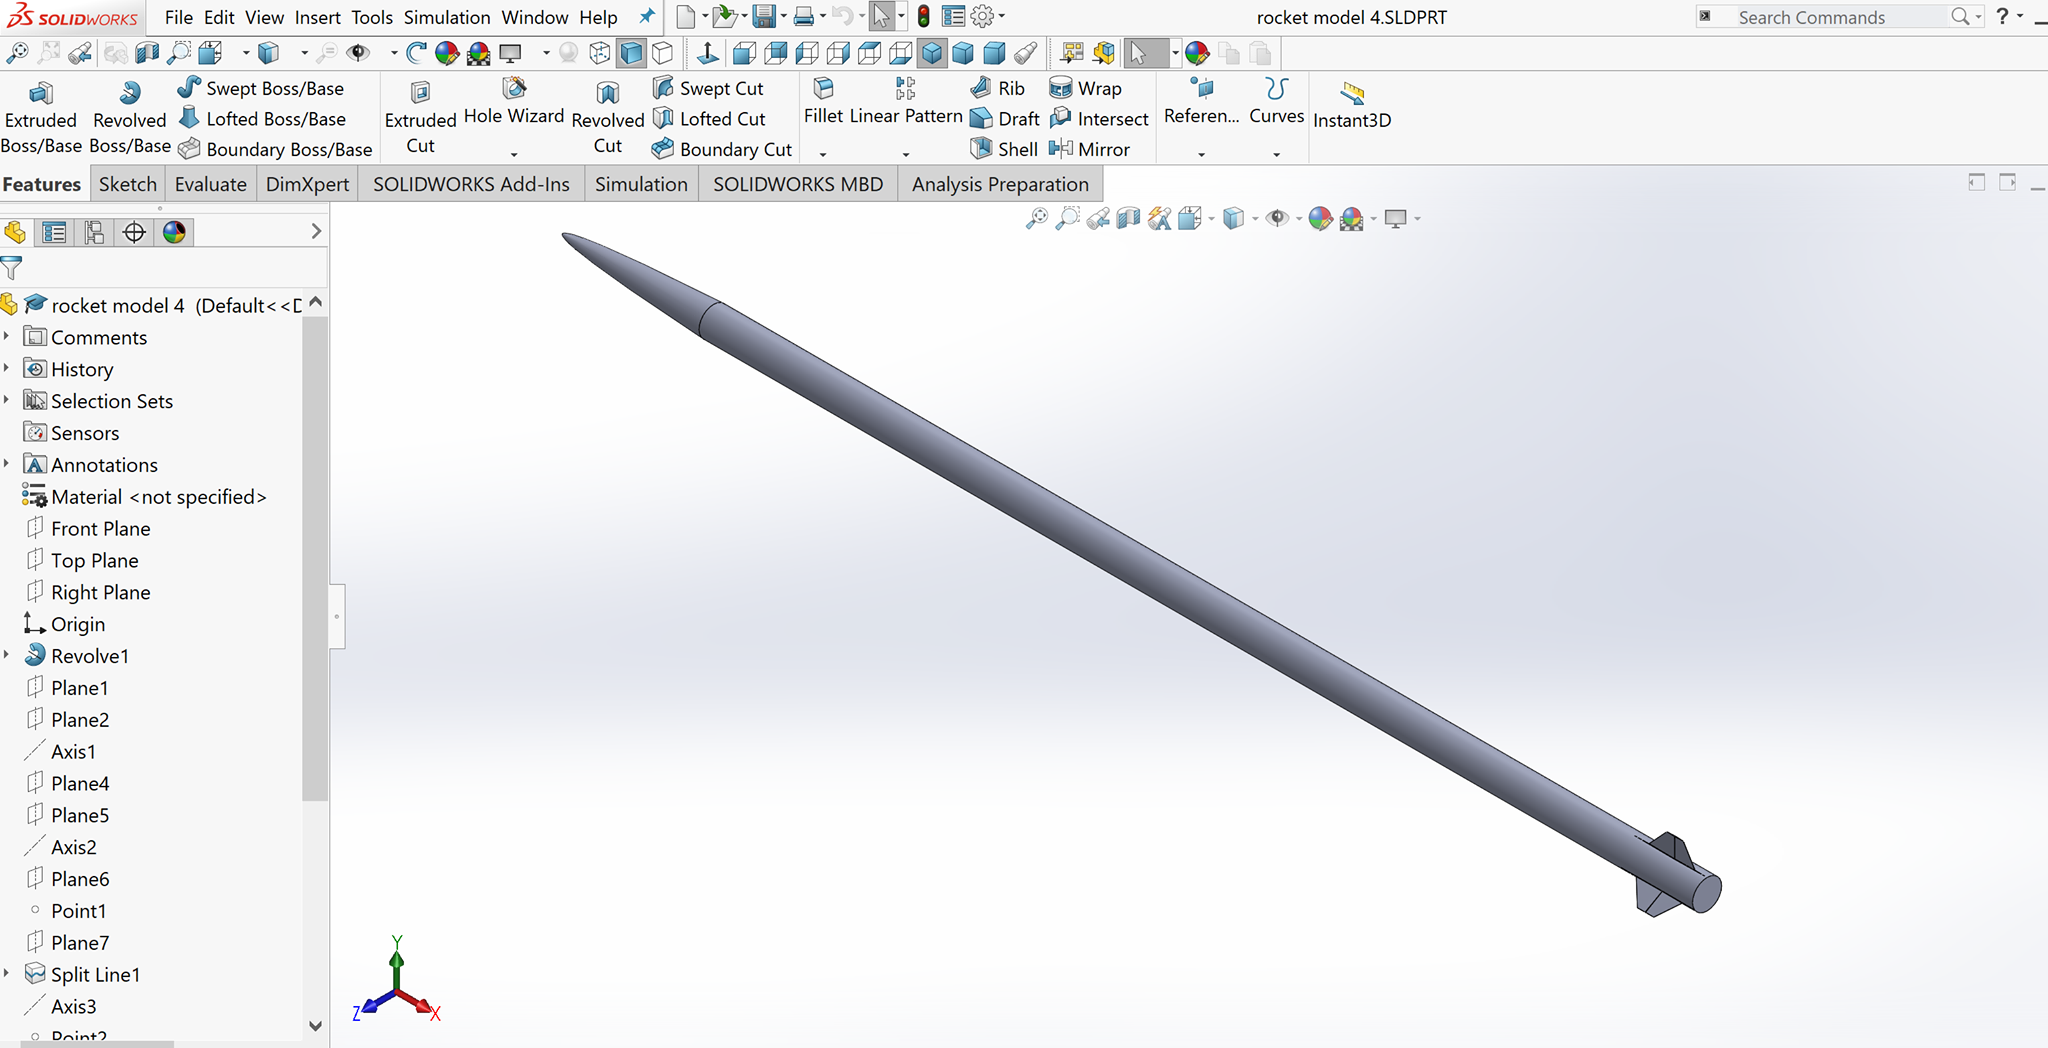 SOLIDWORKS File Edit View Insert Tools Simulation Window Help rocket model 4.SLDPRT Search Commands ?
Extruded Boss/Base
Revolved Boss/Base
Swept Boss/Base
Lofted Boss/Base
Boundary Boss/Base
Extruded Cut
Hole Wizard
Revolved Cut
Swept Cut
Lofted Cut
Boundary Cut
Fillet
Linear Pattern
Rib
Draft
Shell
Wrap
Intersect
Mirror
Referen...
Curves
Instant3D
Features Sketch Evaluate DimXpert SOLIDWORKS Add-Ins Simulation SOLIDWORKS MBD Analysis Preparation
rocket model 4 (Default<<D
Comments
History
Selection Sets
Sensors
Annotations
Material <not specified>
Front Plane
Top Plane
Right Plane
Origin
Revolve1
Plane1
Plane2
Axis1
Plane4
Plane5
Axis2
Plane6
Point1
Plane7
Split Line1
Axis3
Point2
Y
Z
X